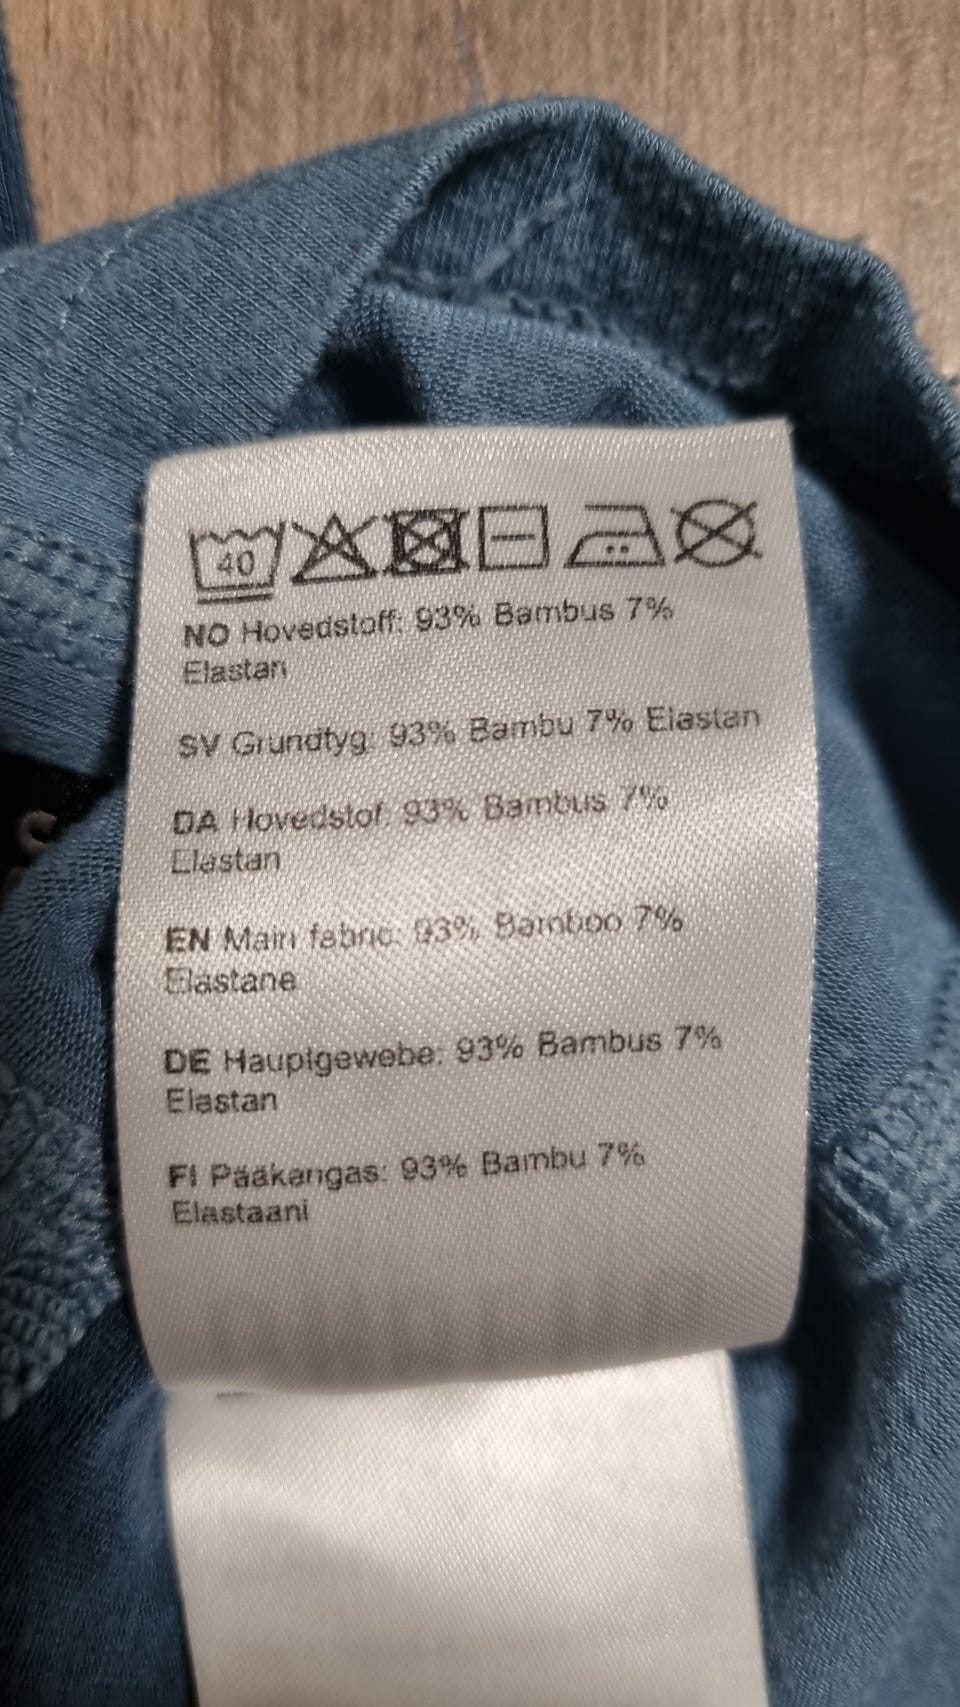 40
NO Hovedstoff: 93% Bambus 7%
Elastan
SV Grundtyg: 93% Bambu 7% Elastan
DA Hovedstof: 93% Bambus 7%
Elastan
EN Main fabric: 93% Bamboo 7%
Elastane
DE Hauptgewebe: 93% Bambus 7%
Elastan
FI Pääkangas: 93% Bambu 7%
Elastaani